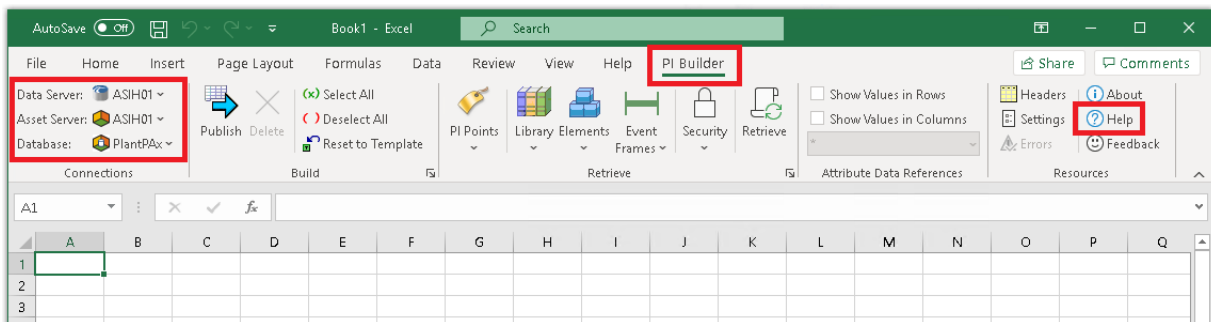 AutoSave Off Book1 - Excel Search
File Home Insert Page Layout Formulas Data Review View Help PI Builder Share Comments
Data Server: ASIH01
Asset Server: ASIH01
Database: PlantPAx
Connections
Publish Delete
(x) Select All
( ) Deselect All
Reset to Template
Build
PI Points
Library
Elements
Event
Frames
Security
Retrieve
Retrieve
Show Values in Rows
Show Values in Columns
Attribute Data References
Headers
Settings
Errors
About
Help
Feedback
Resources
A1 fx
A B C D E F G H I J K L M N O P Q
1
2
3